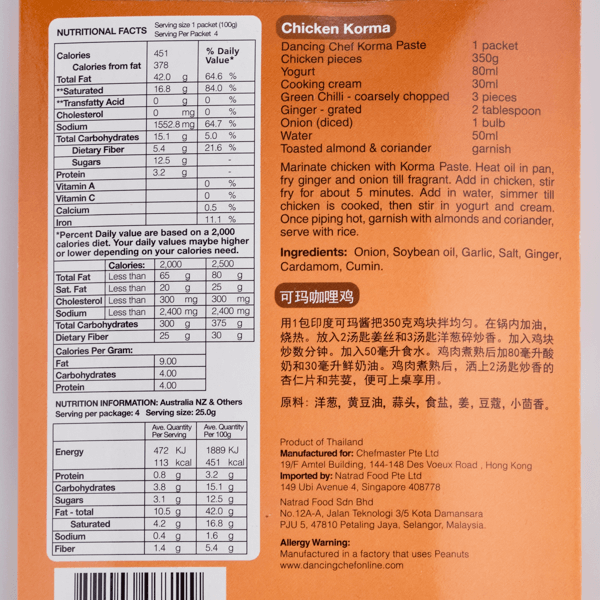 NUTRITIONAL FACTS
Serving size 1 packet (100g)
Serving Per Packet 4
Calories 451 % Daily Value*
Calories from fat 378
Total Fat 42.0 g 64.6 %
**Saturated 16.8 g 84.0 %
**Transfatty Acid 0 g 0 %
Cholesterol 0 mg 0 %
Sodium 1552.8 mg 64.7 %
Total Carbohydrates 15.1 g 5.0 %
Dietary Fiber 5.4 g 21.6 %
Sugars 12.5 g -
Protein 3.2 g -
Vitamin A 0 %
Vitamin C 0 %
Calcium 0.5 %
Iron 11.1 %
*Percent Daily value are based on a 2,000
calories diet. Your daily values maybe higher
or lower depending on your calories need.
Calories: 2,000 2,500
Total Fat Less than 65 g 80 g
Sat. Fat Less than 20 g 25 g
Cholesterol Less than 300 mg 300 mg
Sodium Less than 2,400 mg 2,400 mg
Total Carbohydrates 300 g 375 g
Dietary Fiber 25 g 30 g
Calories Per Gram:
Fat 9.00
Carbohydrates 4.00
Protein 4.00
NUTRITION INFORMATION: Australia NZ & Others
Serving per package: 4 Serving size: 25.0g
Ave. Quantity Per Serving Ave. Quantity Per 100g
Energy 472 KJ 1889 KJ
113 kcal 451 kcal
Protein 0.8 g 3.2 g
Carbohydrates 3.8 g 15.1 g
Sugars 3.1 g 12.5 g
Fat - total 10.5 g 42.0 g
Saturated 4.2 g 16.8 g
Sodium 0.4 g 1.6 g
Fiber 1.4 g 5.4 g
Chicken Korma
Dancing Chef Korma Paste 1 packet
Chicken pieces 350g
Yogurt 80ml
Cooking cream 30ml
Green Chilli - coarsely chopped 3 pieces
Ginger - grated 2 tablespoon
Onion (diced) 1 bulb
Water 50ml
Toasted almond & coriander garnish
Marinate chicken with Korma Paste. Heat oil in pan,
fry ginger and onion till fragrant. Add in chicken, stir
fry for about 5 minutes. Add in water, simmer till
chicken is cooked, then stir in yogurt and cream.
Once piping hot, garnish with almonds and coriander,
serve with rice.
Ingredients: Onion, Soybean oil, Garlic, Salt, Ginger,
Cardamom, Cumin.
可玛咖哩鸡
用1包印度可玛酱把350克鸡块拌均匀。在锅内加油，
烧热。放入2汤匙姜丝和3汤匙洋葱碎炒香。加入鸡块
炒数分钟。加入50毫升食水。鸡肉煮熟后加80毫升酸
奶和30毫升鲜奶油。鸡肉煮熟后，洒上2汤匙炒香的
杏仁片和芫荽，便可上桌享用。
原料：洋葱，黄豆油，蒜头，食盐，姜，豆蔻，小茴香。
Product of Thailand
Manufactured for: Chefmaster Pte Ltd
19/F Amtel Building, 144-148 Des Voeux Road , Hong Kong
Imported by: Natrad Food Pte Ltd
149 Ubi Avenue 4, Singapore 408778
Natrad Food Sdn Bhd
No.12A-A, Jalan Teknologi 3/5 Kota Damansara
PJU 5, 47810 Petaling Jaya, Selangor, Malaysia.
Allergy Warning:
Manufactured in a factory that uses Peanuts
www.dancingchefonline.com